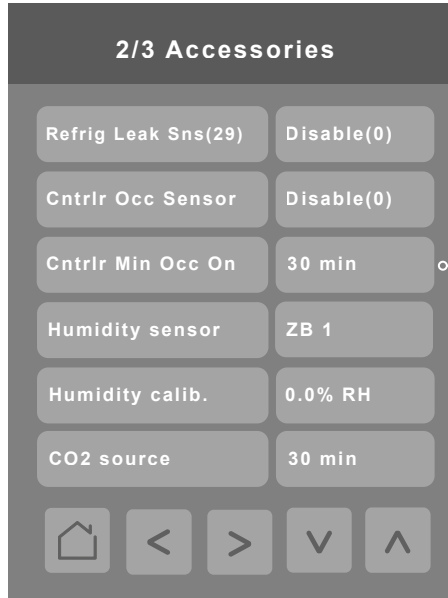 2/3 Accessories
Refrig Leak Sns(29) Disable(0)
Cntrlr Occ Sensor Disable(0)
Cntrlr Min Occ On 30 min
Humidity sensor ZB 1
Humidity calib. 0.0% RH
CO2 source 30 min